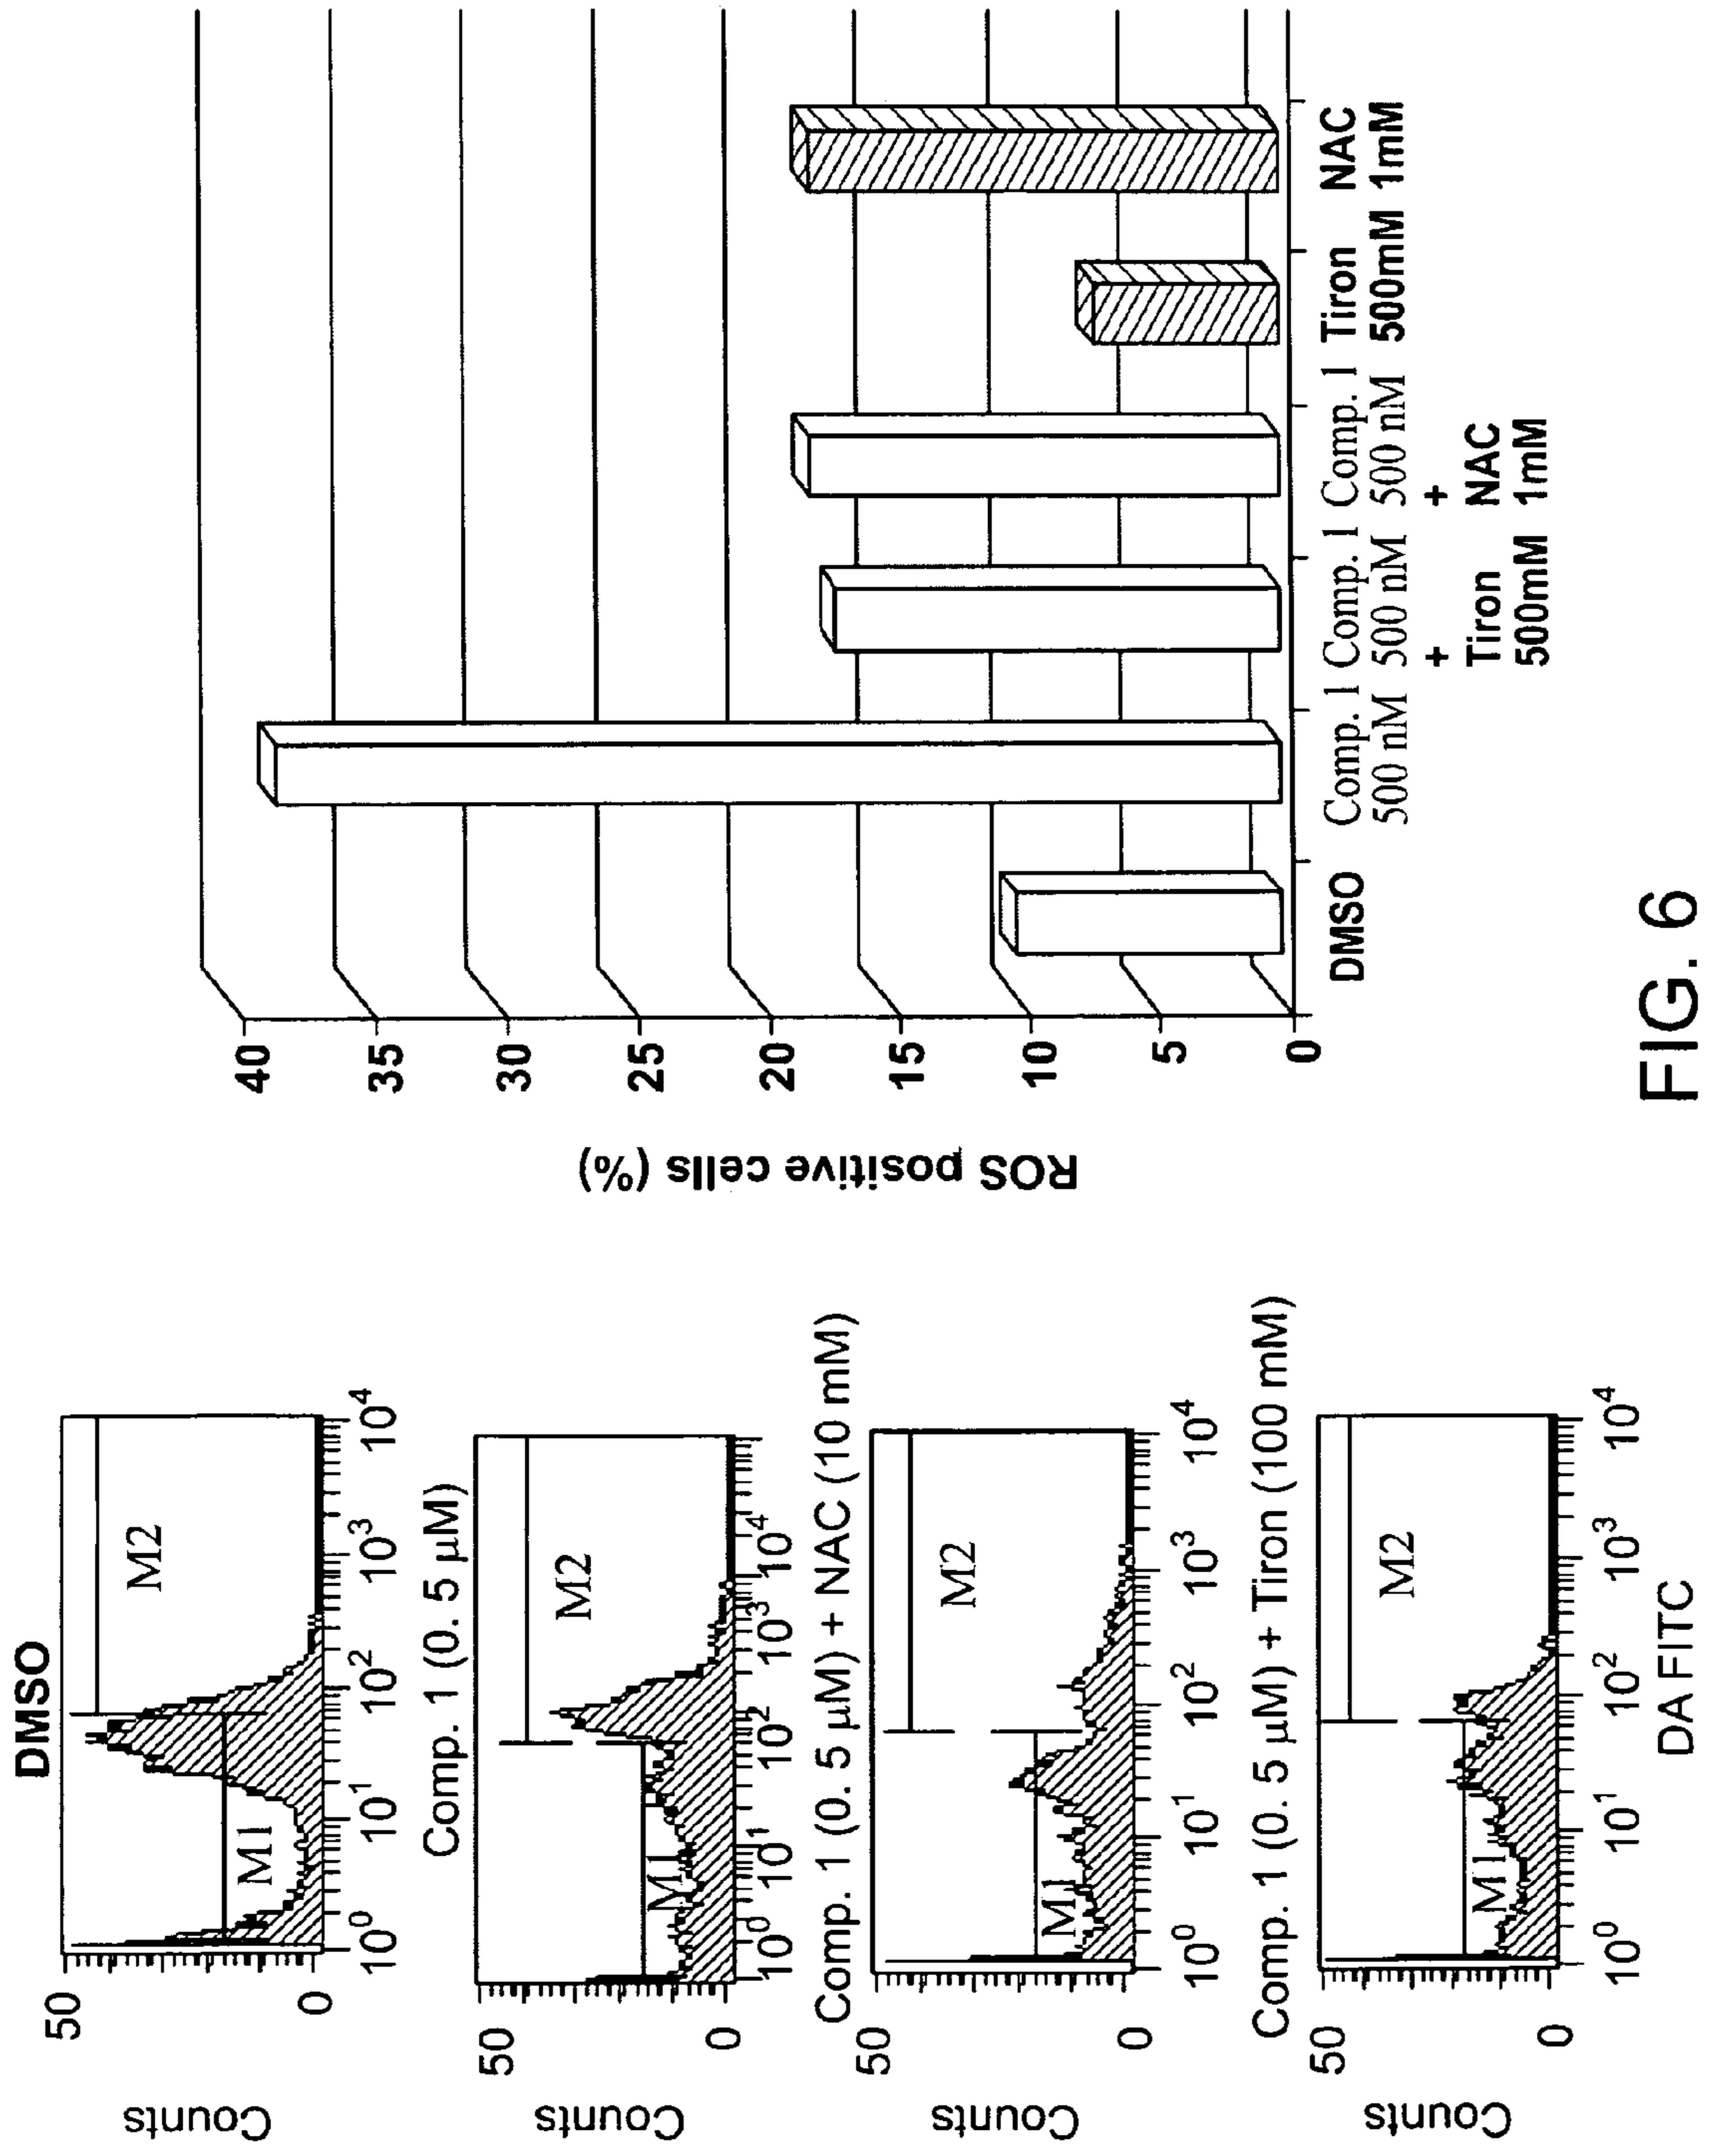 DMSO
Counts
50
0
M1
M2
10^0 10^1 10^2 10^3 10^4
Comp. 1 (0. 5 μM)
Counts
50
0
M1
M2
10^0 10^1 10^2 10^3 10^4
Comp. 1 (0. 5 μM) + NAC (10 mM)
Counts
50
0
M1
M2
10^0 10^1 10^2 10^3 10^4
Comp. 1 (0. 5 μM) + Tiron (100 mM)
Counts
50
0
M1
M2
10^0 10^1 10^2 10^3 10^4
DA FITC
ROS positive cells (%)
40
35
30
25
20
15
10
5
0
DMSO Comp. 1 Comp. 1 Comp. 1 Tiron NAC
500 nM 500 nM 500 nM 500mM 1mM
+ +
Tiron NAC
500mM 1mM
FIG. 6